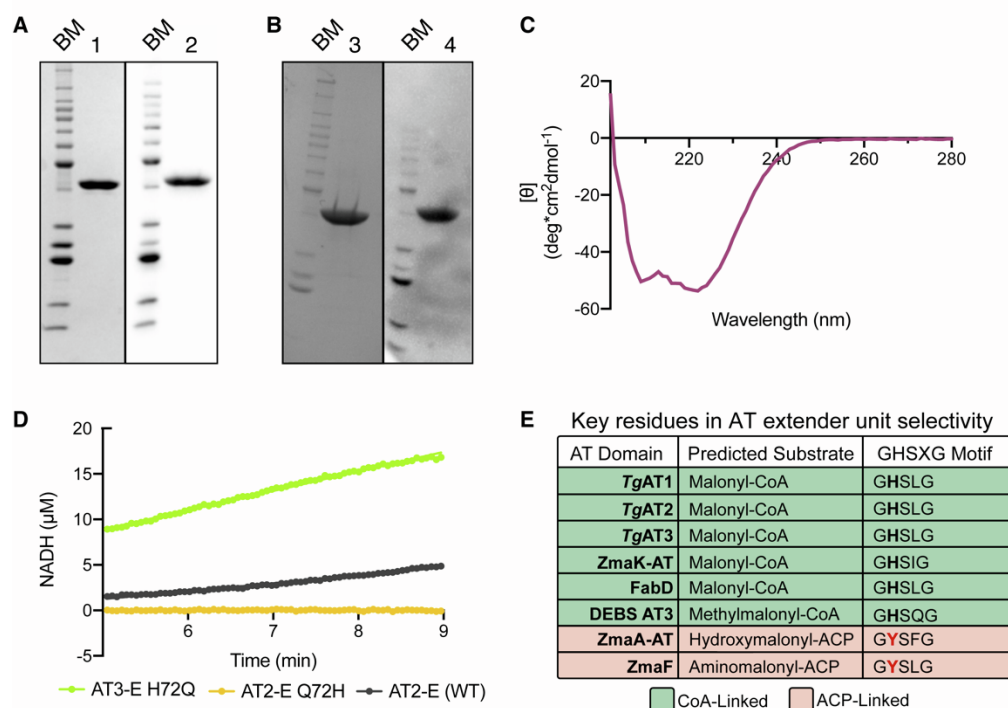 A
BM
1
BM
2
B
BM
3
BM
4
C
20
0
-20
-40
-60
220
240
260
280
[θ]
(deg*cm²dmol⁻¹)
Wavelength (nm)
D
20
15
10
5
0
-5
6
7
8
9
NADH (μM)
Time (min)
AT3-E H72Q AT2-E Q72H AT2-E (WT)
E
Key residues in AT extender unit selectivity
AT Domain Predicted Substrate GHSXG Motif
TgAT1 Malonyl-CoA GHSLG
TgAT2 Malonyl-CoA GHSLG
TgAT3 Malonyl-CoA GHSLG
ZmaK-AT Malonyl-CoA GHSIG
FabD Malonyl-CoA GHSLG
DEBS AT3 Methylmalonyl-CoA GHSQG
ZmaA-AT Hydroxymalonyl-ACP GYSFG
ZmaF Aminomalonyl-ACP GYSLG
CoA-Linked ACP-Linked